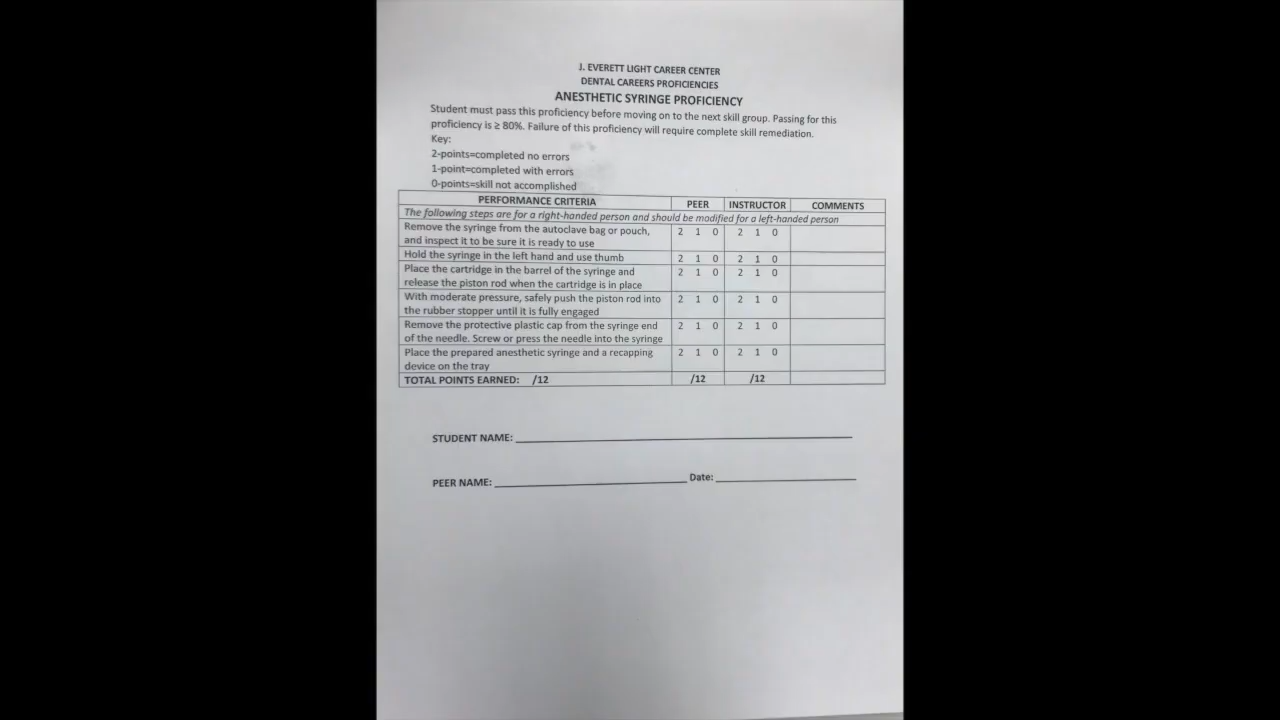 J. EVERETT LIGHT CAREER CENTER
DENTAL CAREERS PROFICIENCIES
ANESTHETIC SYRINGE PROFICIENCY
Student must pass this proficiency before moving on to the next skill group. Passing for this
proficiency is ≥ 80%. Failure of this proficiency will require complete skill remediation.
Key:
2-points=completed no errors
1-point=completed with errors
0-points=skill not accomplished
PERFORMANCE CRITERIA PEER INSTRUCTOR COMMENTS
The following steps are for a right-handed person and should be modified for a left-handed person
Remove the syringe from the autoclave bag or pouch, 2 1 0 2 1 0
and inspect it to be sure it is ready to use
Hold the syringe in the left hand and use thumb 2 1 0 2 1 0
Place the cartridge in the barrel of the syringe and 2 1 0 2 1 0
release the piston rod when the cartridge is in place
With moderate pressure, safely push the piston rod into 2 1 0 2 1 0
the rubber stopper until it is fully engaged
Remove the protective plastic cap from the syringe end 2 1 0 2 1 0
of the needle. Screw or press the needle into the syringe
Place the prepared anesthetic syringe and a recapping 2 1 0 2 1 0
device on the tray
TOTAL POINTS EARNED: /12 /12 /12
STUDENT NAME:
PEER NAME: Date: